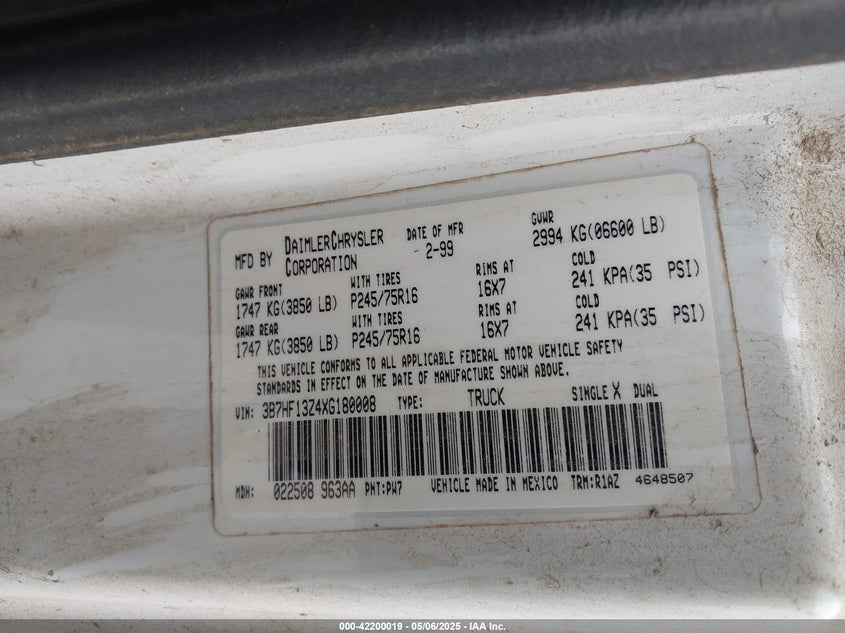 MFD BY DAIMLERCHRYSLER CORPORATION DATE OF MFR 2-99 GVWR 2994 KG(06600 LB)
GAWR FRONT WITH TIRES RIMS AT COLD
1747 KG(3850 LB) P245/75R16 16X7 241 KPA(35 PSI)
GAWR REAR WITH TIRES RIMS AT COLD
1747 KG(3850 LB) P245/75R16 16X7 241 KPA(35 PSI)
THIS VEHICLE CONFORMS TO ALL APPLICABLE FEDERAL MOTOR VEHICLE SAFETY
STANDARDS IN EFFECT ON THE DATE OF MANUFACTURE SHOWN ABOVE.
VIN: 3B7HF13Z4XG180008 TYPE: TRUCK SINGLE X DUAL
MDH: 022508 963AA PNT:PW7 VEHICLE MADE IN MEXICO TRM:R1AZ 4648507
000-42200019 - 05/06/2025 - IAA Inc.